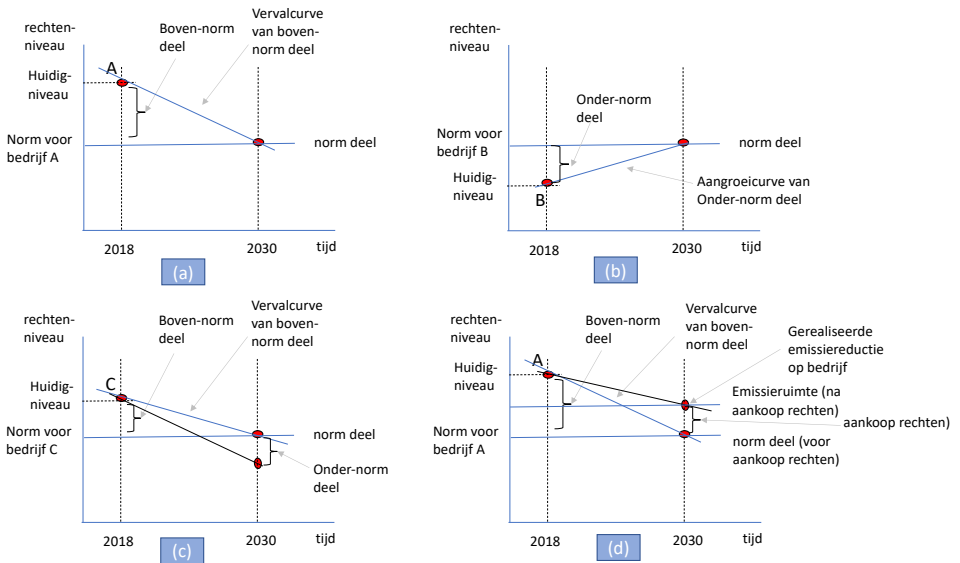 rechten-
niveau
Boven-norm
deel
Vervalcurve
van boven-
norm deel
A
Huidig-
niveau
Norm voor
bedrijf A
norm deel
2018
2030
tijd
(a)
rechten-
niveau
Onder-norm
deel
Norm voor
bedrijf B
norm deel
Huidig-
niveau
B
Aangroeicurve van
Onder-norm deel
2018
2030
tijd
(b)
rechten-
niveau
Boven-norm
deel
Vervalcurve
van boven-
norm deel
C
Huidig-
niveau
Norm voor
bedrijf C
norm deel
Onder-norm
deel
2018
2030
tijd
(c)
rechten-
niveau
Boven-norm
deel
Vervalcurve
van boven-
norm deel
Gerealiseerde
emissiereductie
op bedrijf
A
Huidig-
niveau
Emissieruimte (na
aankoop rechten)
aankoop rechten)
Norm voor
bedrijf A
norm deel (voor
aankoop rechten)
2018
2030
tijd
(d)